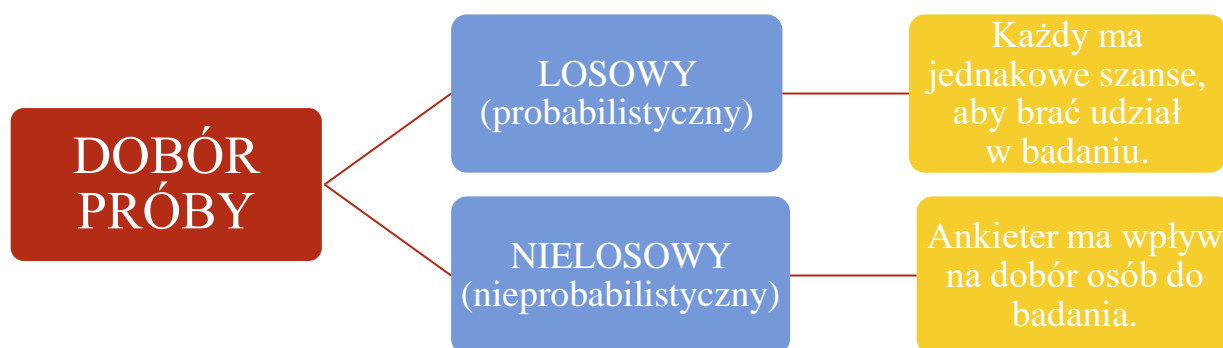 DOBÓR
PRÓBY
LOSOWY
(probabilistyczny)
Każdy ma
jednakowe szanse,
aby brać udział
w badaniu.
NIELOSOWY
(nieprobabilistyczny)
Ankieter ma wpływ
na dobór osób do
badania.